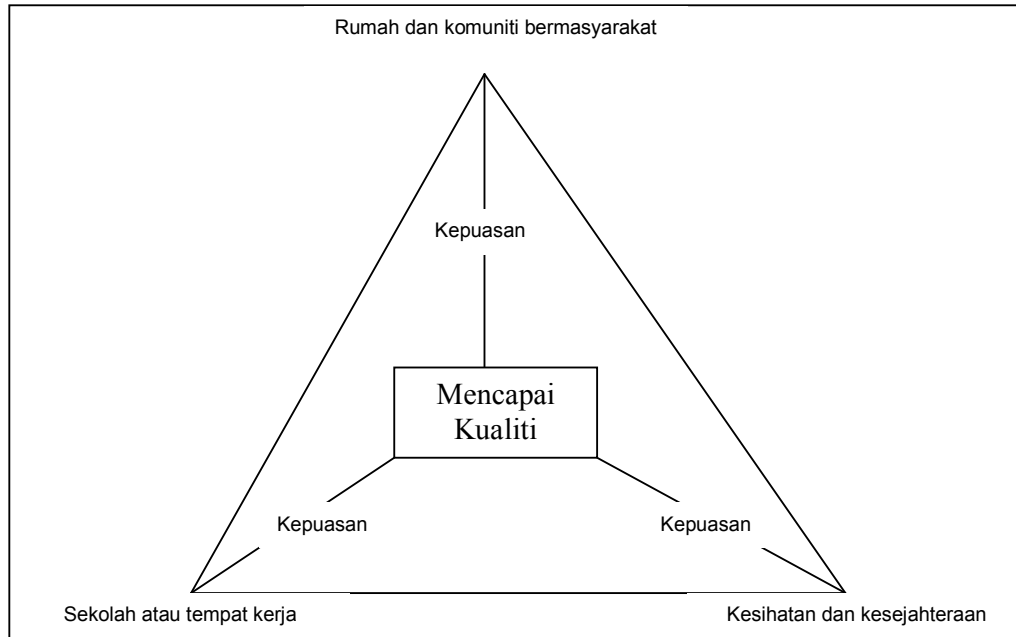 Rumah dan komuniti bermasyarakat
Kepuasan
Mencapai
Kualiti
Kepuasan
Kepuasan
Sekolah atau tempat kerja
Kesihatan dan kesejahteraan